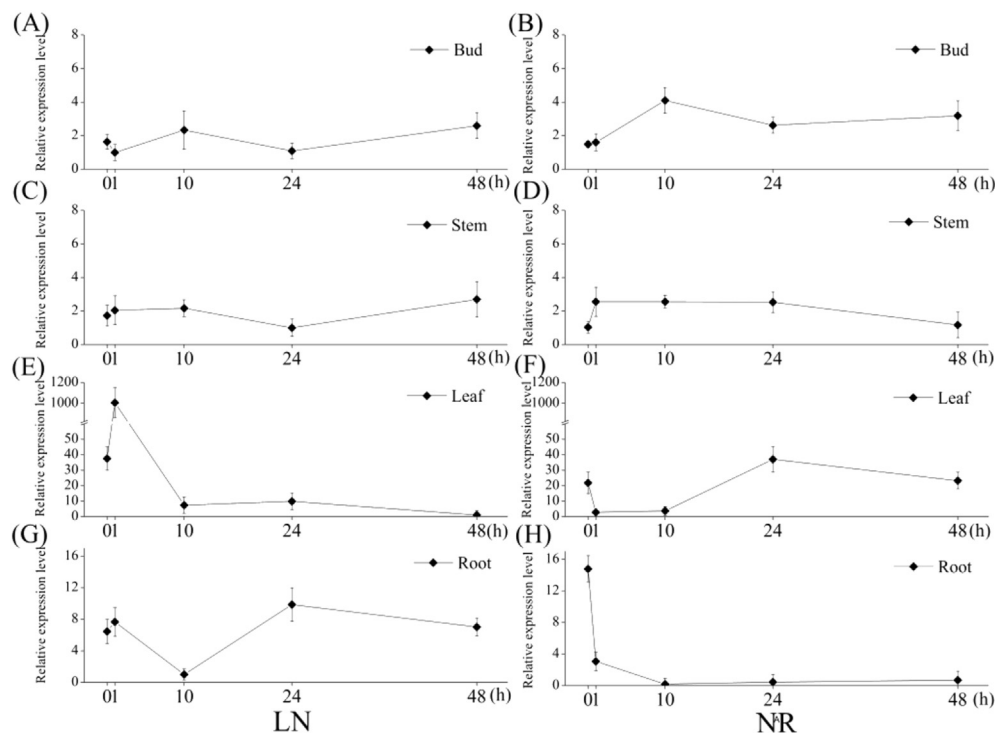 (A)
Relative expression level
8
6
4
2
0
Bud
01 10 24 48 (h)
(B)
Relative expression level
8
6
4
2
0
Bud
01 10 24 48 (h)
(C)
Relative expression level
8
6
4
2
0
Stem
01 10 24 48 (h)
(D)
Relative expression level
8
6
4
2
0
Stem
01 10 24 48 (h)
(E)
Relative expression level
1200
1000
50
40
30
20
10
0
Leaf
01 10 24 48 (h)
(F)
Relative expression level
1200
1000
50
40
30
20
10
0
Leaf
01 10 24 48 (h)
(G)
Relative expression level
16
12
8
4
0
Root
01 10 24 48 (h)
LN
(H)
Relative expression level
16
12
8
4
0
Root
01 10 24 48 (h)
NR